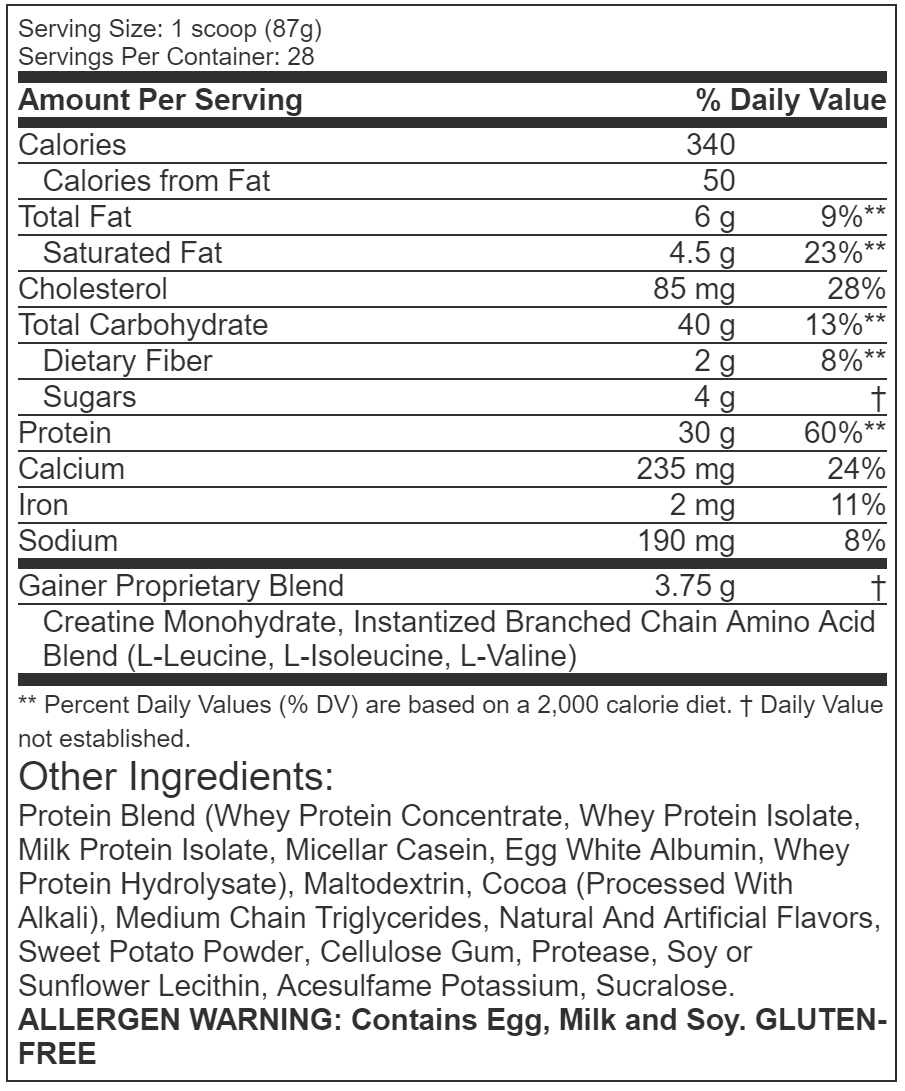 Serving Size: 1 scoop (87g)
Servings Per Container: 28
Amount Per Serving % Daily Value
Calories 340
Calories from Fat 50
Total Fat 6 g 9%**
Saturated Fat 4.5 g 23%**
Cholesterol 85 mg 28%
Total Carbohydrate 40 g 13%**
Dietary Fiber 2 g 8%**
Sugars 4 g †
Protein 30 g 60%**
Calcium 235 mg 24%
Iron 2 mg 11%
Sodium 190 mg 8%
Gainer Proprietary Blend 3.75 g †
Creatine Monohydrate, Instantized Branched Chain Amino Acid
Blend (L-Leucine, L-Isoleucine, L-Valine)
** Percent Daily Values (% DV) are based on a 2,000 calorie diet. † Daily Value
not established.
Other Ingredients:
Protein Blend (Whey Protein Concentrate, Whey Protein Isolate,
Milk Protein Isolate, Micellar Casein, Egg White Albumin, Whey
Protein Hydrolysate), Maltodextrin, Cocoa (Processed With
Alkali), Medium Chain Triglycerides, Natural And Artificial Flavors,
Sweet Potato Powder, Cellulose Gum, Protease, Soy or
Sunflower Lecithin, Acesulfame Potassium, Sucralose.
ALLERGEN WARNING: Contains Egg, Milk and Soy. GLUTEN-
FREE